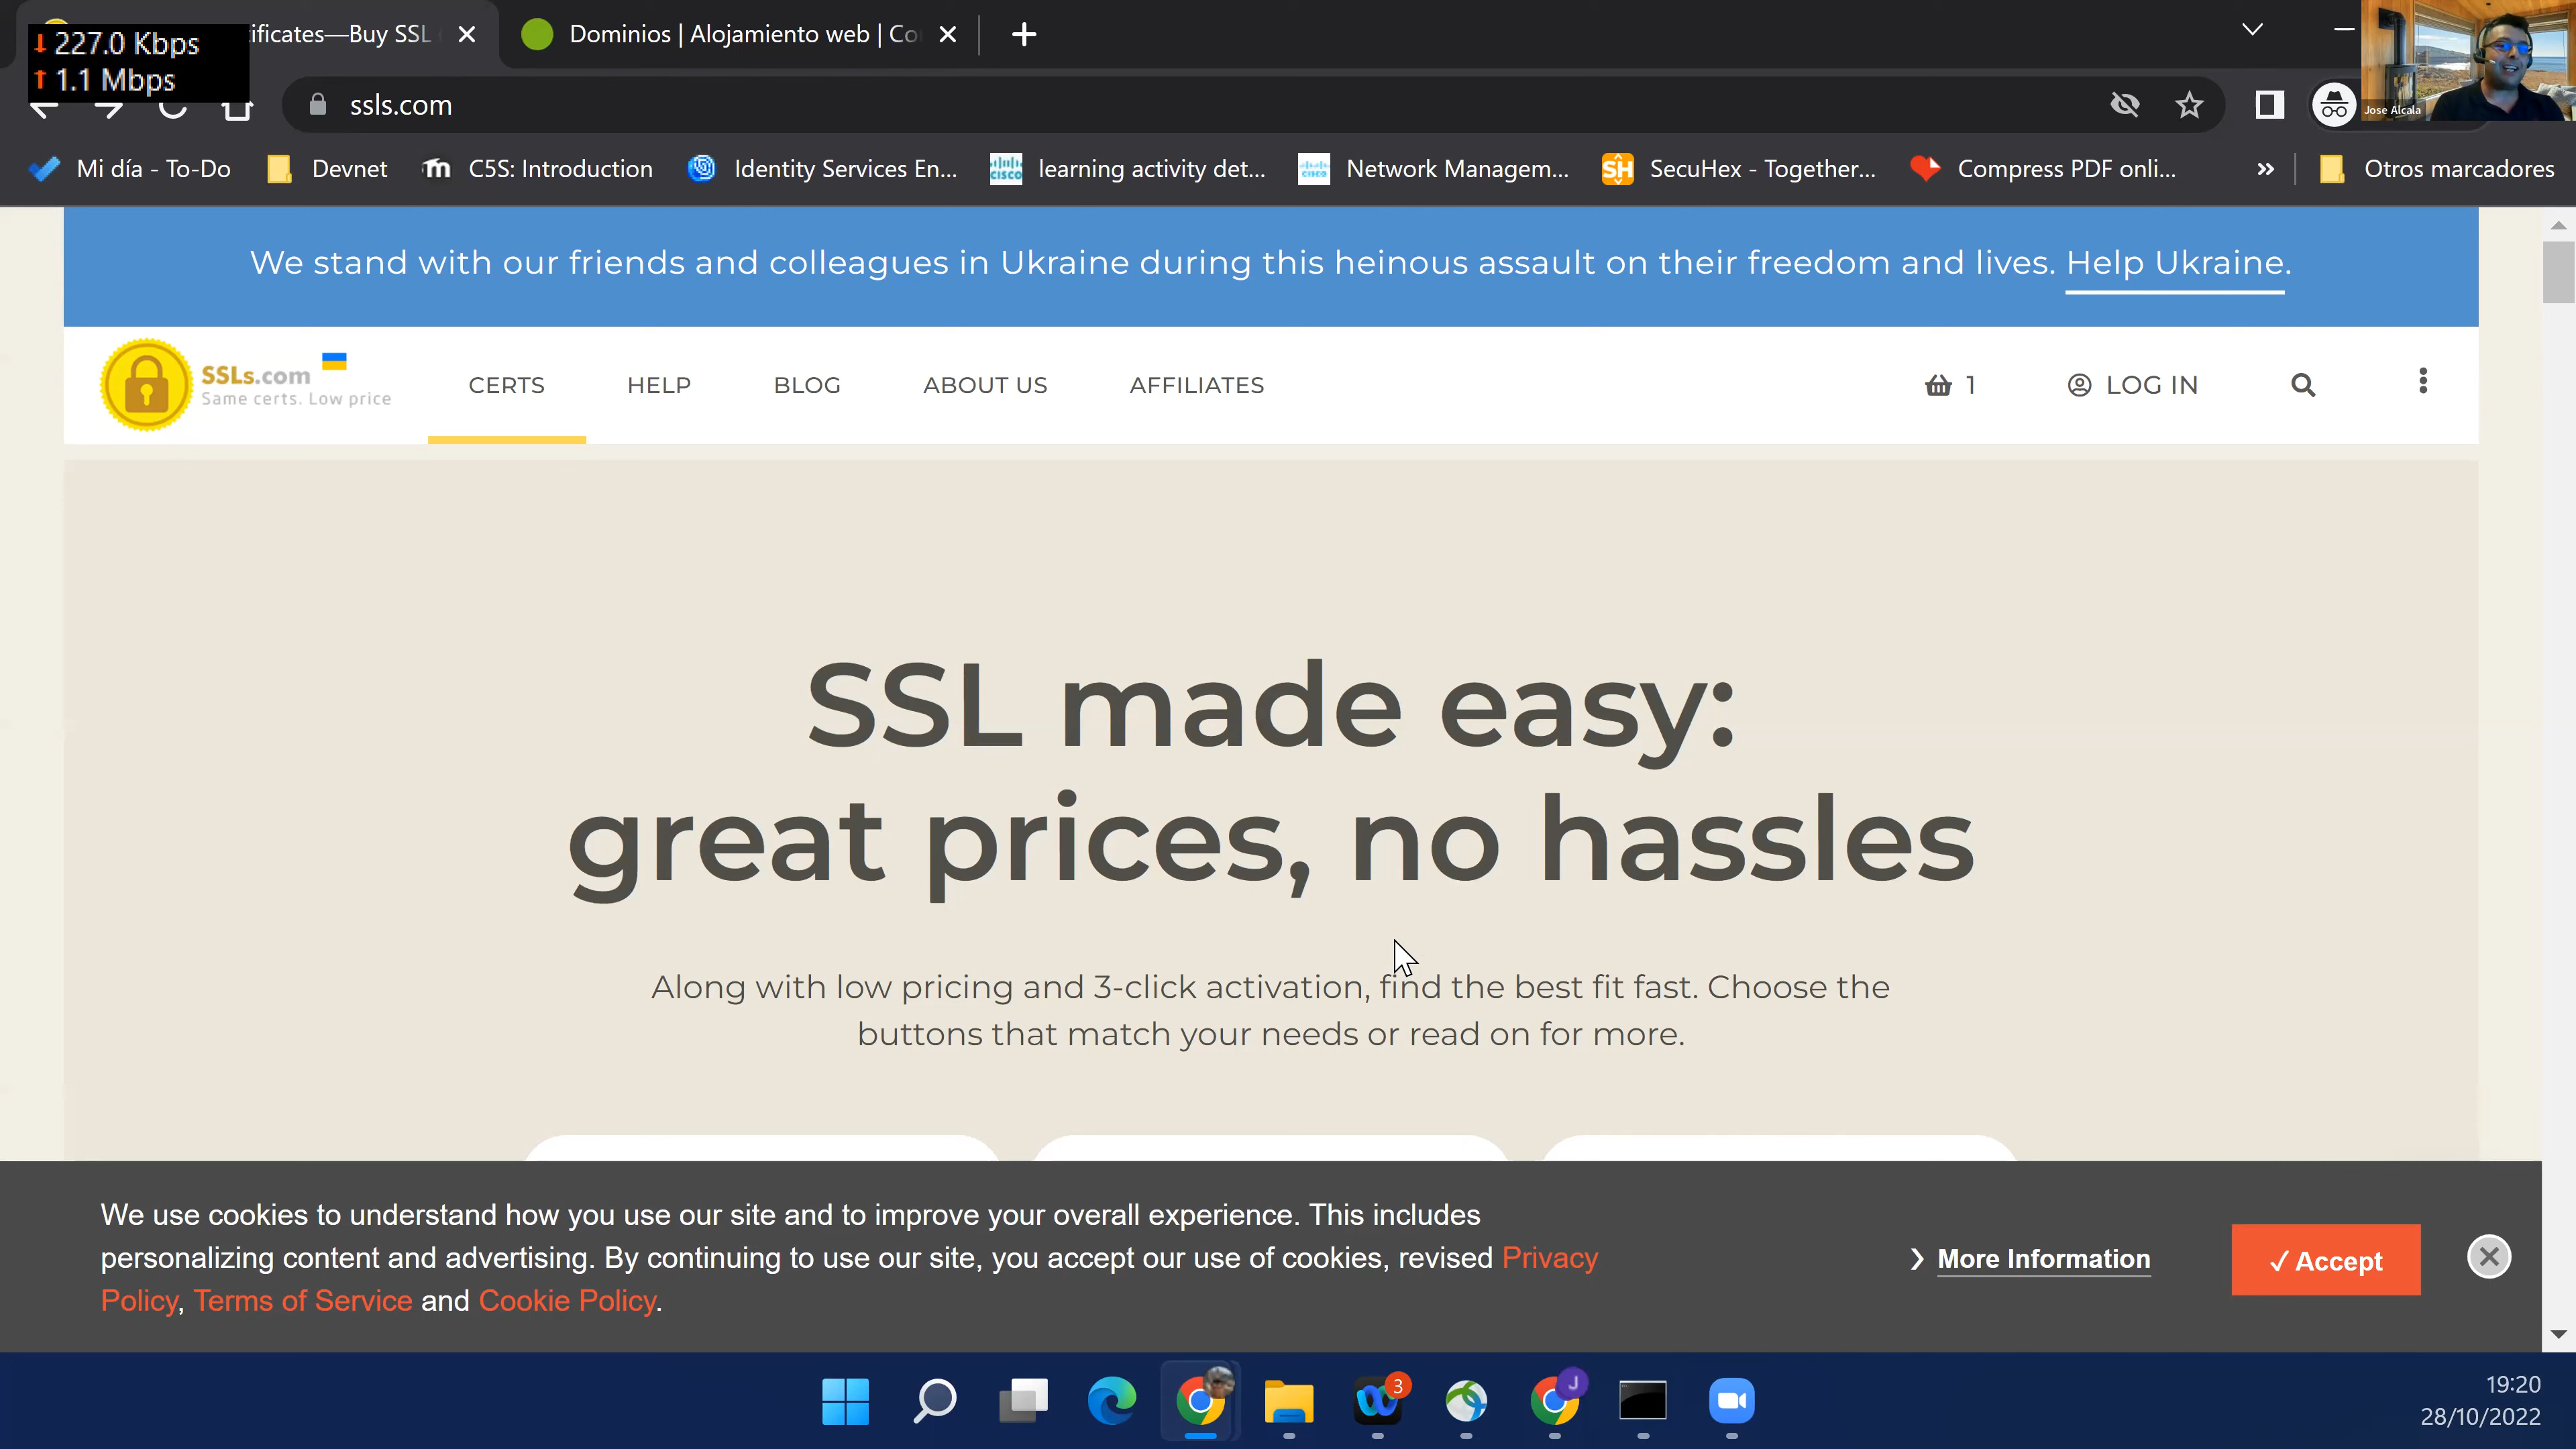 ificates—Buy SSL
Dominios | Alojamiento web | Co
↓ 227.0 Kbps
↑ 1.1 Mbps
ssls.com
Jose Alcala
Mi día - To-Do
Devnet
C5S: Introduction
Identity Services En...
learning activity det...
Network Managem...
SecuHex - Together...
Compress PDF onli...
»
Otros marcadores
We stand with our friends and colleagues in Ukraine during this heinous assault on their freedom and lives. Help Ukraine.
SSLs.com
Same certs. Low price
CERTS
HELP
BLOG
ABOUT US
AFFILIATES
1
LOG IN
SSL made easy:
great prices, no hassles
Along with low pricing and 3-click activation, find the best fit fast. Choose the
buttons that match your needs or read on for more.
We use cookies to understand how you use our site and to improve your overall experience. This includes
personalizing content and advertising. By continuing to use our site, you accept our use of cookies, revised Privacy
Policy, Terms of Service and Cookie Policy.
More Information
✓ Accept
3
J
19:20
28/10/2022